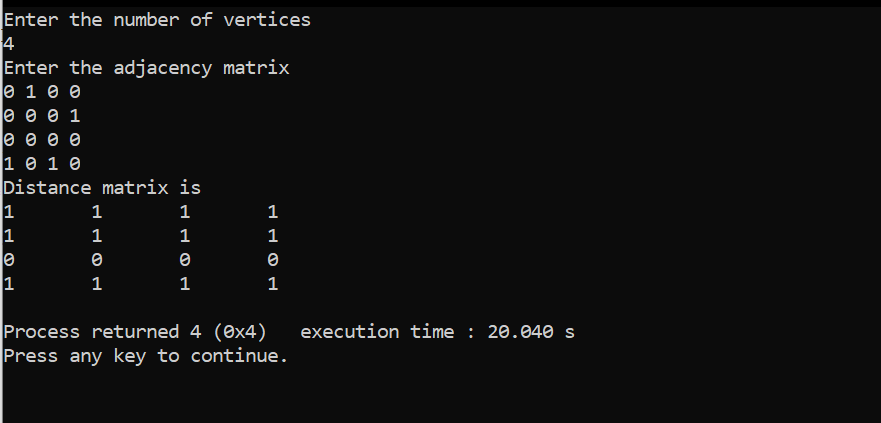 Enter the number of vertices
4
Enter the adjacency matrix
0 1 0 0
0 0 0 1
0 0 0 0
1 0 1 0
Distance matrix is
1       1       1       1
1       1       1       1
0       0       0       0
1       1       1       1
Process returned 4 (0x4)   execution time : 20.040 s
Press any key to continue.